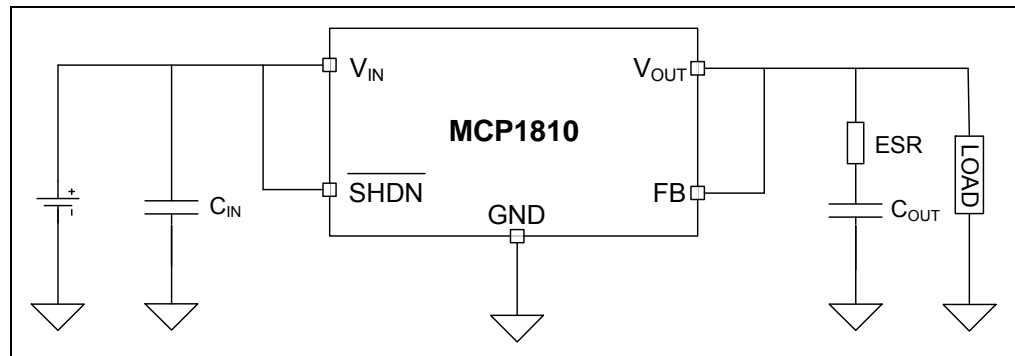 VIN
VOUT
MCP1810
ESR
LOAD
+
-
CIN
SHDN
FB
GND
COUT